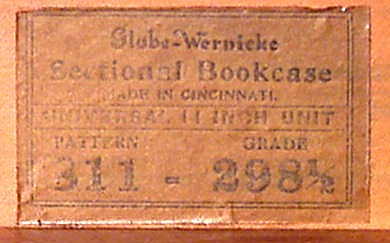 Globe-Wernicke
Sectional Bookcase
MADE IN CINCINNATI.
UNIVERSAL 11 INCH UNIT
PATTERN GRADE
311 - 298½